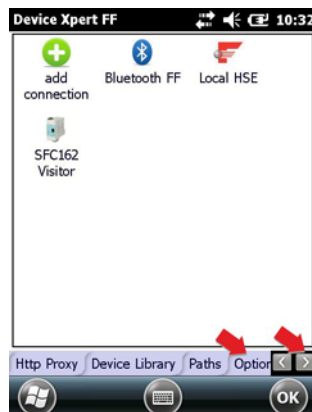 Device Xpert FF 10:32
add connection
Bluetooth FF
Local HSE
SFC162 Visitor
Http Proxy Device Library Paths Option
OK